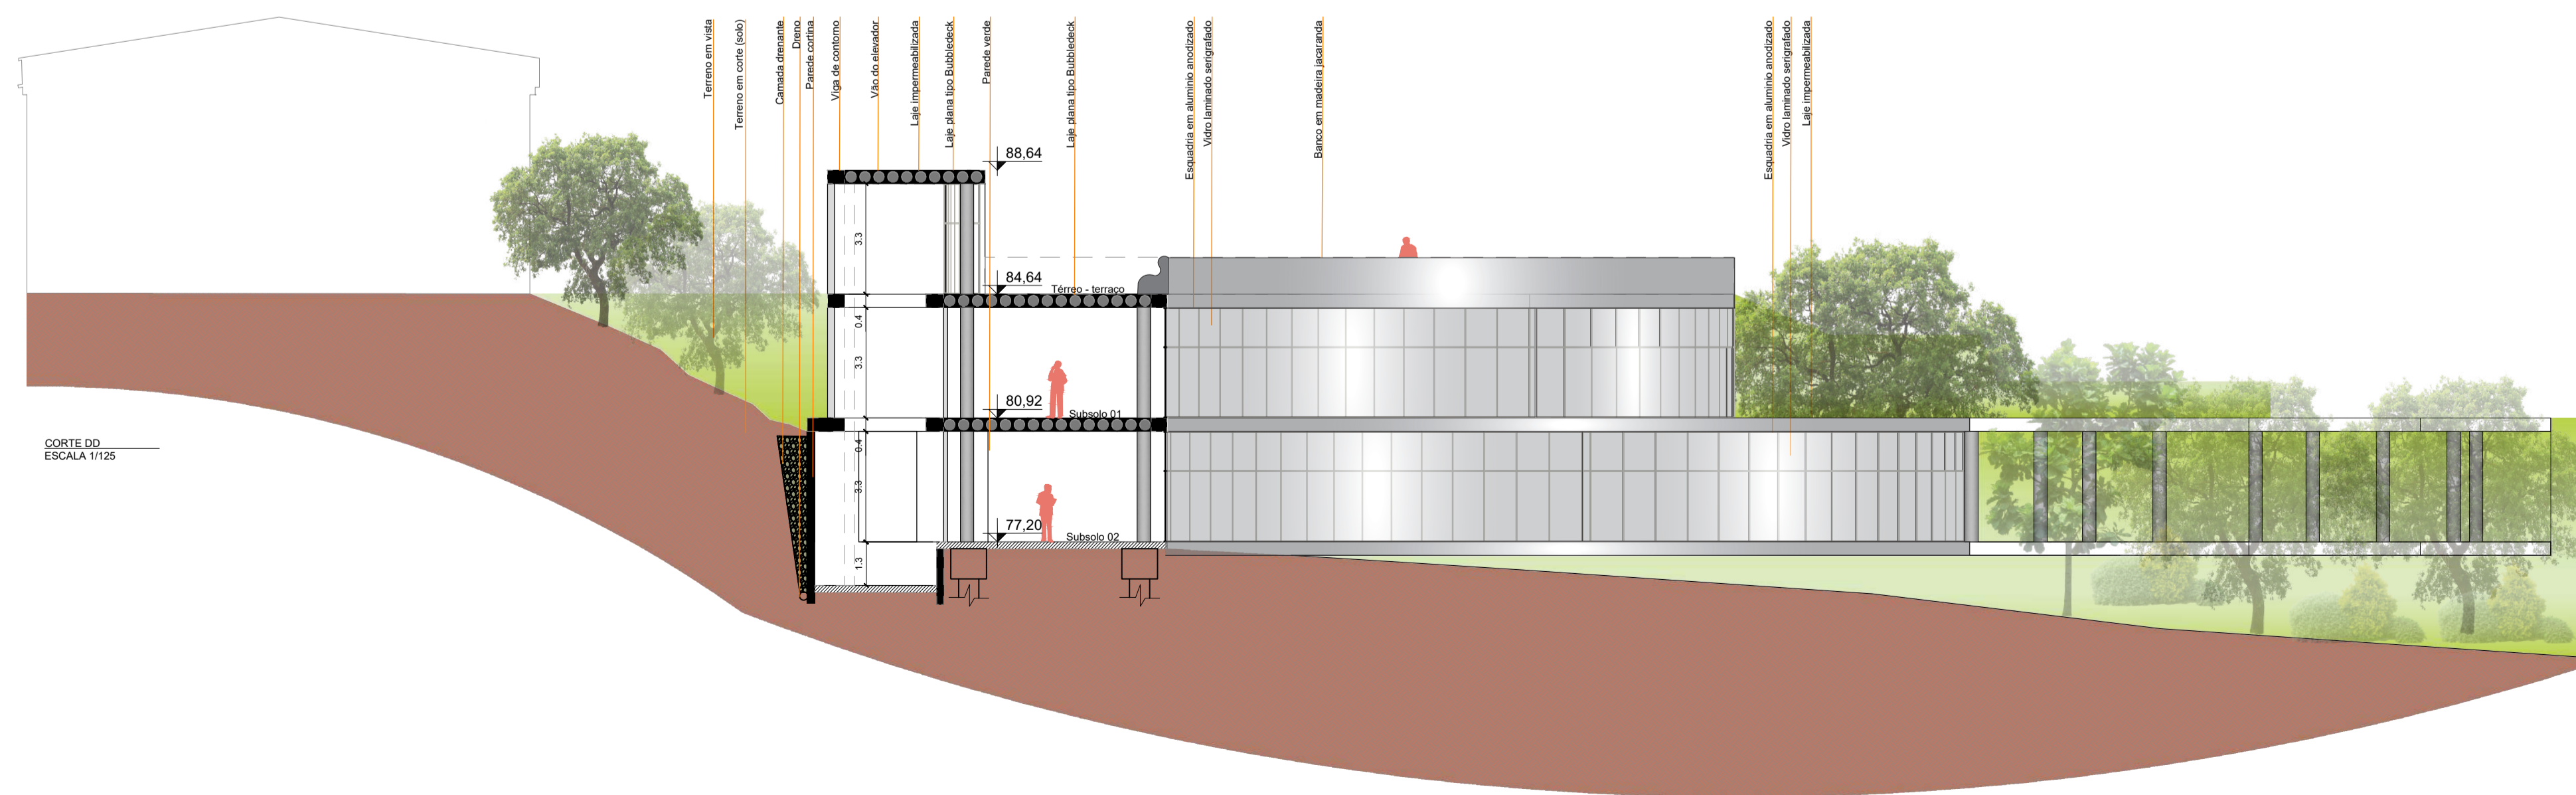 Terreno em vista
Terreno em corte (solo)
Camada drenante
Dreno
Parede cortina
Viga de contorno
Vão do elevador
Laje impermeabilizada
Laje plana tipo Bubbledeck
Parede verde
Laje plana tipo Bubbledeck
Esquadria em aluminio anodizado
Vidro laminado serigrafado
Banco em madeira jacaranda
Esquadria em aluminio anodizado
Vidro laminado serigrafado
Laje impermeabilizada
88,64
3.3
84,64
Térreo - terraço
0.4
3.3
80,92
Subsolo 01
0.4
3.3
77,20
Subsolo 02
1.3
CORTE DD
ESCALA 1/125